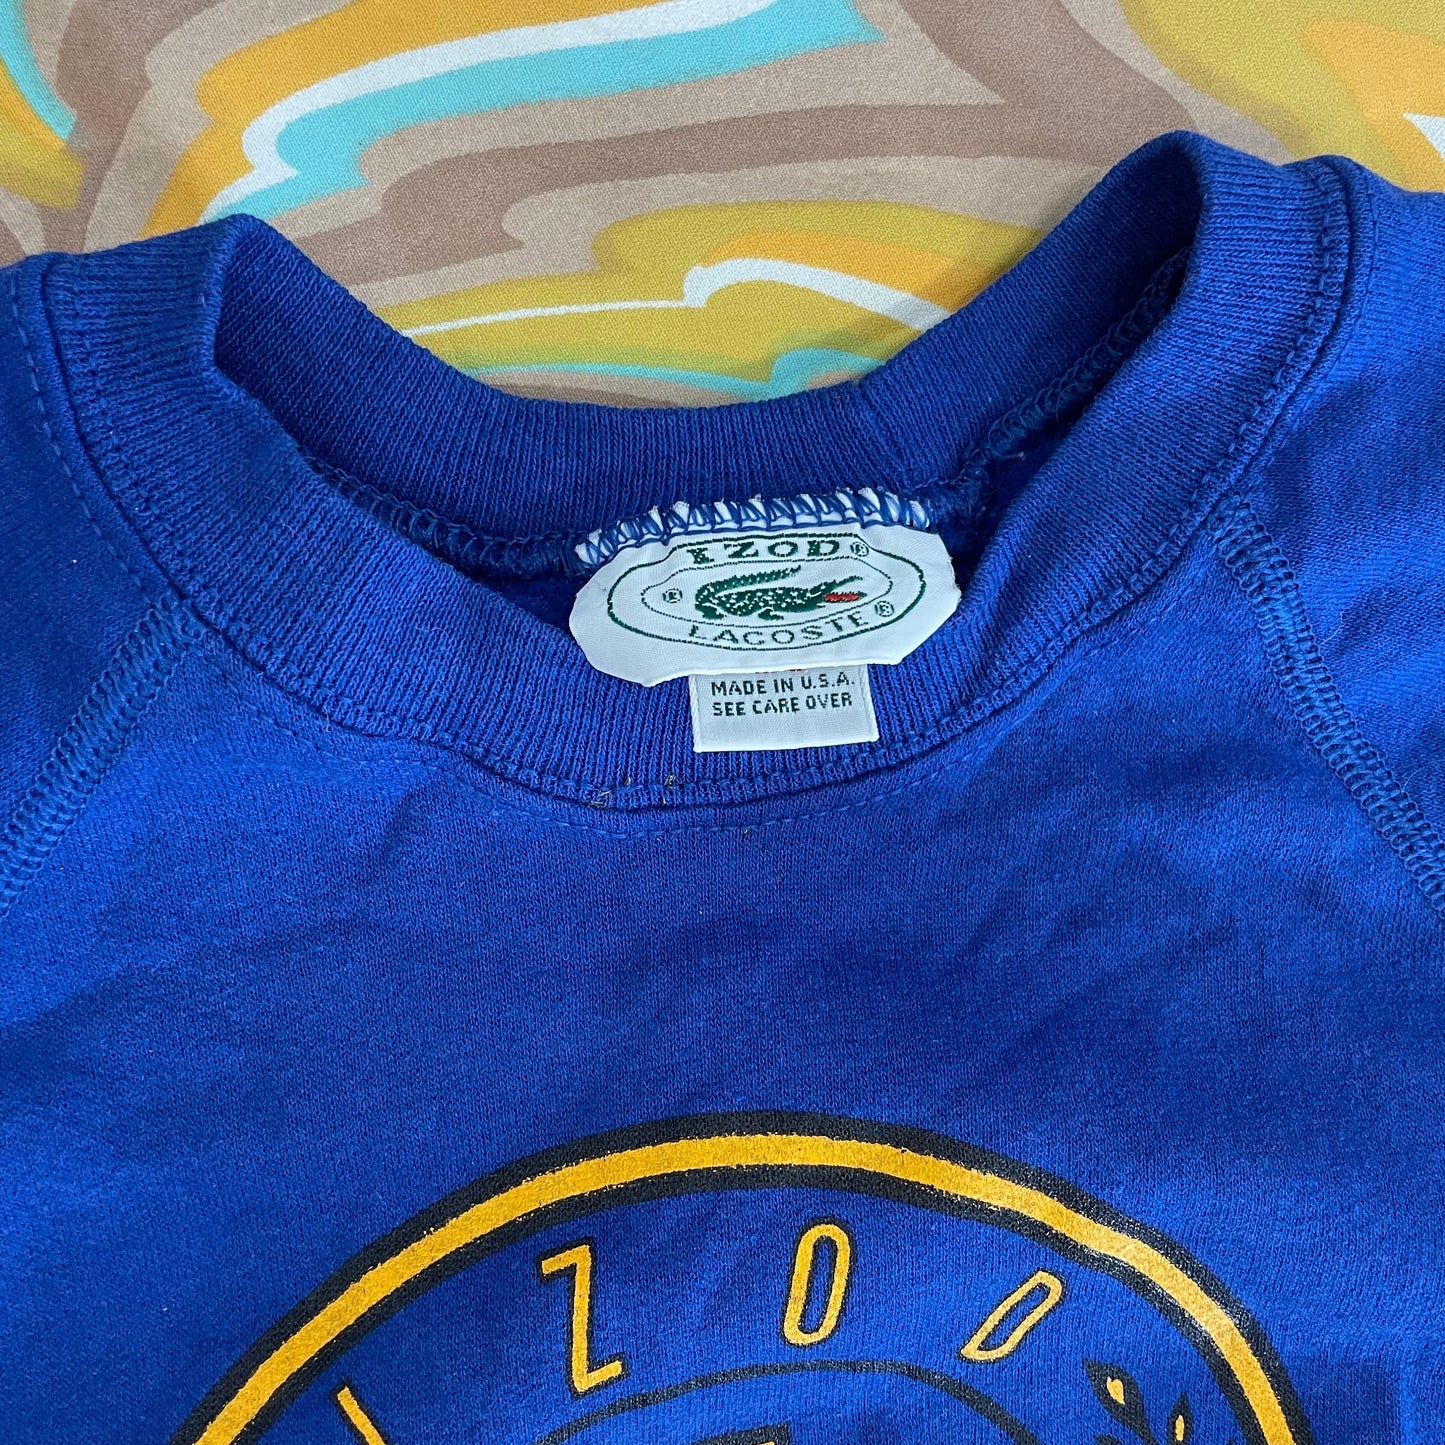 IZOD®
®
LACOSTE®
MADE IN U.S.A.
SEE CARE OVER
IZOD